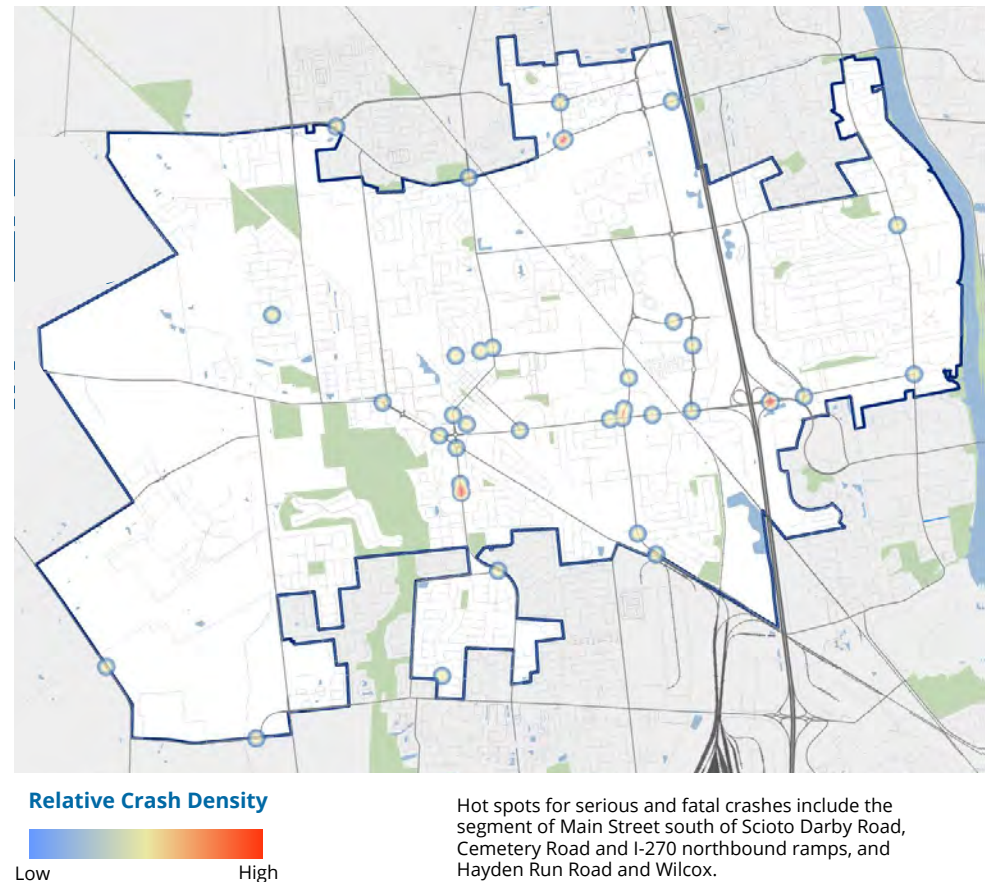 Relative Crash Density
Low High
Hot spots for serious and fatal crashes include the
segment of Main Street south of Scioto Darby Road,
Cemetery Road and I-270 northbound ramps, and
Hayden Run Road and Wilcox.